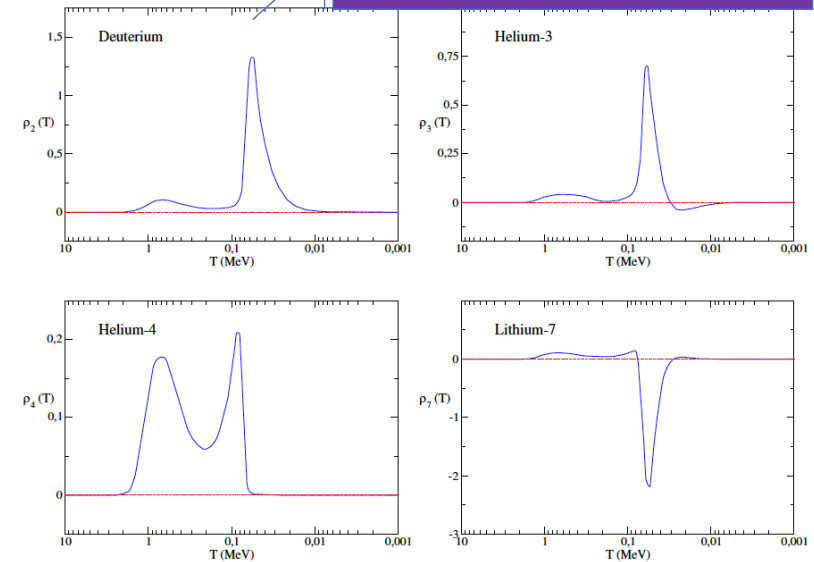 Deuterium
1,5
1
0,5
0
ρ2 (T)
10 1 0,1 0,01 0,001
T (MeV)
Helium-3
0,75
0,5
0,25
0
ρ3 (T)
10 1 0,1 0,01 0,001
T (MeV)
Helium-4
0,2
0,1
0
ρ4 (T)
10 1 0,1 0,01 0,001
T (MeV)
Lithium-7
0
-1
-2
-3
ρ7 (T)
10 1 0,1 0,01 0,001
T (MeV)